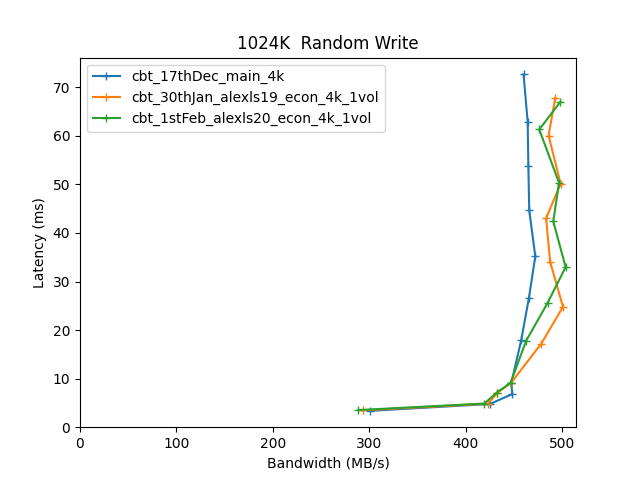 1024K  Random Write
cbt_17thDec_main_4k
cbt_30thJan_alexls19_econ_4k_1vol
cbt_1stFeb_alexls20_econ_4k_1vol
Latency (ms)
70
60
50
40
30
20
10
0
0 100 200 300 400 500
Bandwidth (MB/s)